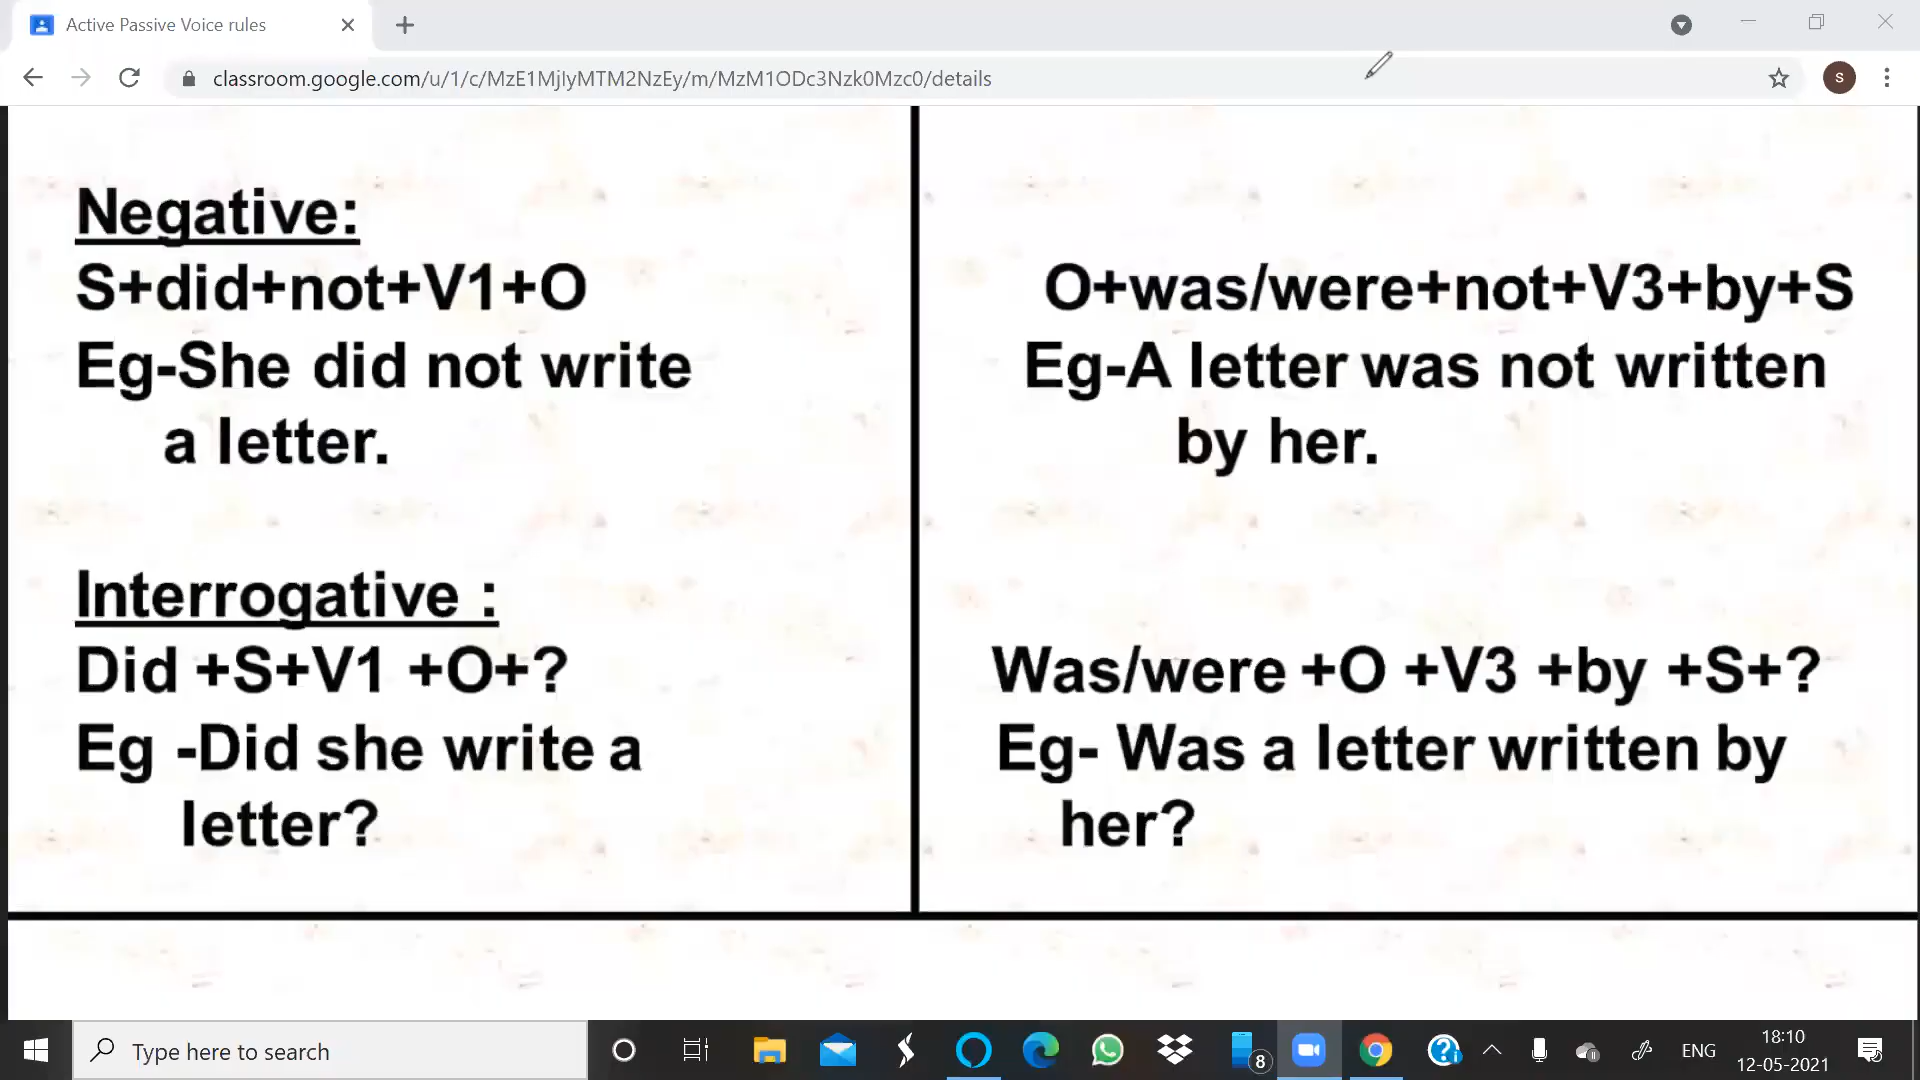 Active Passive Voice rules
classroom.google.com/u/1/c/MzE1MjIyMTM2NzEy/m/MzM1ODc3Nzk0Mzc0/details
S
Negative:
S+did+not+V1+O
Eg-She did not write
a letter.
Interrogative :
Did +S+V1 +O+?
Eg -Did she write a
letter?
O+was/were+not+V3+by+S
Eg-A letter was not written
by her.
Was/were +O +V3 +by +S+?
Eg- Was a letter written by
her?
Type here to search
8
ENG
18:10
12-05-2021